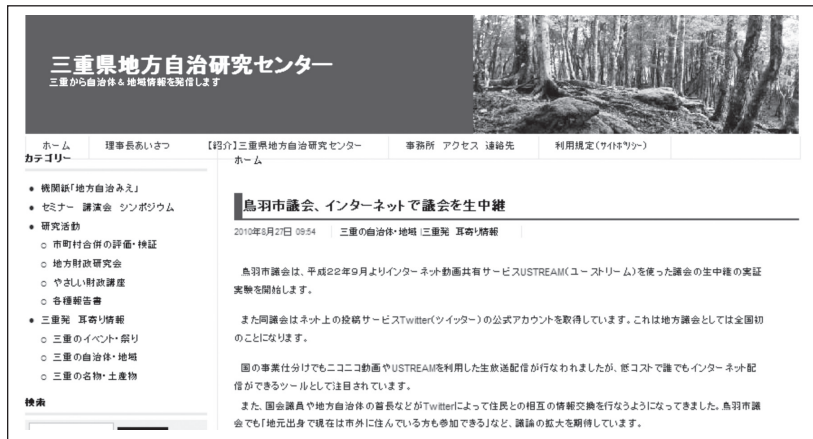 三重県地方自治研究センター
三重から自治体&地域情報を発信します
ホーム 理事長あいさつ 【紹介】三重県地方自治研究センター 事務所 アクセス 連絡先 利用規定(サイトポリシー)
カテゴリー
機関紙「地方自治みえ」
セミナー 講演会 シンポジウム
研究活動
市町村合併の評価・検証
地方財政研究会
やさしい財政講座
各種報告書
三重発 耳寄り情報
三重のイベント・祭り
三重の自治体・地域
三重の名物・土産物
検索
ホーム
鳥羽市議会、インターネットで議会を生中継
2010年8月27日 09:54 三重の自治体・地域 | 三重発 耳寄り情報
鳥羽市議会は、平成22年9月よりインターネット動画共有サービスUSTREAM(ユーストリーム)を使った議会の生中継の実証
実験を開始します。
また同議会はネット上の投稿サービスTwitter(ツイッター)の公式アカウントを取得しています。これは地方議会としては全国初
のことになります。
国の事業仕分けでもニコニコ動画やUSTREAMを利用した生放送配信が行なわれましたが、低コストで誰でもインターネット配
信ができるツールとして注目されています。
また、国会議員や地方自治体の首長などがTwitterによって住民との相互の情報交換を行なうようになってきました。鳥羽市議
会でも「地元出身で現在は市外に住んでいる方も参加できる」など、議論の拡大を期待しています。